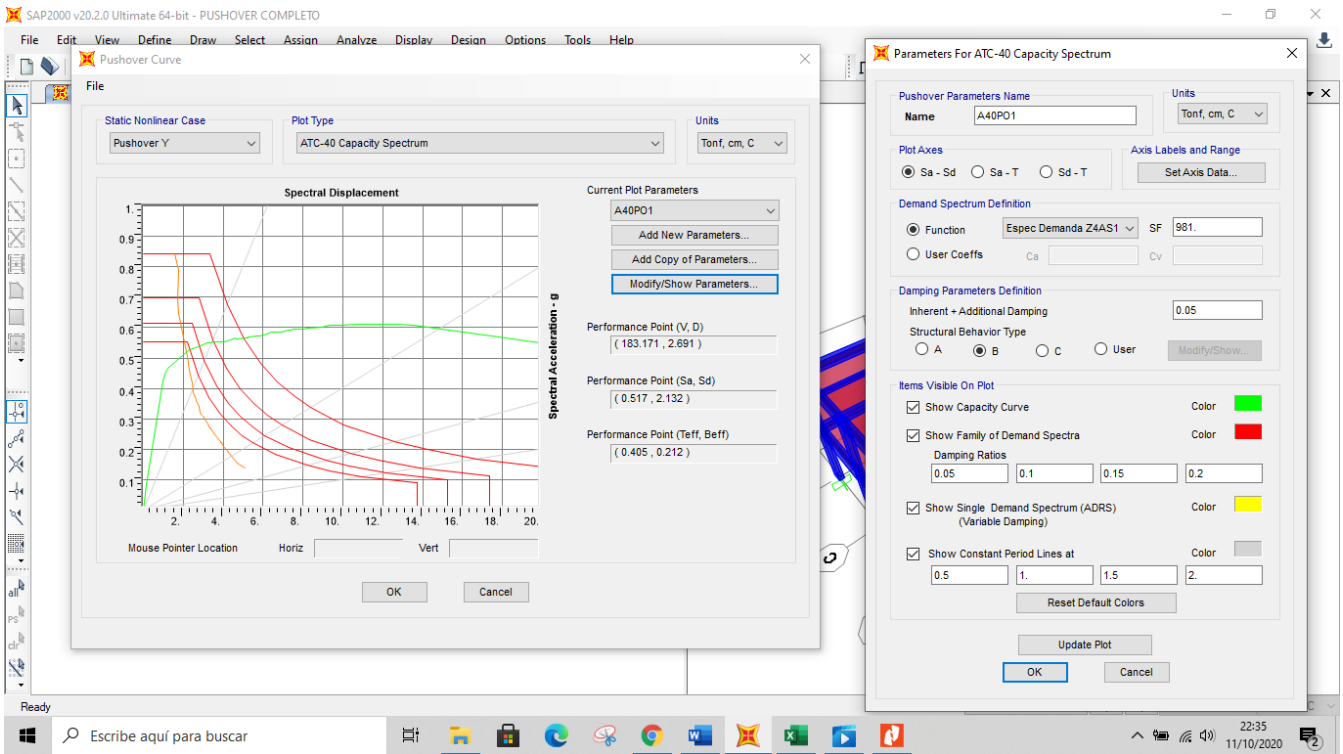 SAP2000 v20.2.0 Ultimate 64-bit - PUSHOVER COMPLETO
File Edit View Define Draw Select Assign Analyze Display Design Options Tools Help
Pushover Curve
File
Static Nonlinear Case
Pushover Y
Plot Type
ATC-40 Capacity Spectrum
Units
Tonf, cm, C
Spectral Displacement
1.
0.9
0.8
0.7
0.6
0.5
0.4
0.3
0.2
0.1
2. 4. 6. 8. 10. 12. 14. 16. 18. 20.
Spectral Acceleration - g
Mouse Pointer Location Horiz Vert
Current Plot Parameters
A40PO1
Add New Parameters...
Add Copy of Parameters...
Modify/Show Parameters...
Performance Point (V, D)
( 183.171 , 2.691 )
Performance Point (Sa, Sd)
( 0.517 , 2.132 )
Performance Point (Teff, Beff)
( 0.405 , 0.212 )
OK Cancel
Parameters For ATC-40 Capacity Spectrum
Pushover Parameters Name
Name A40PO1
Units
Tonf, cm, C
Plot Axes
Sa - Sd Sa - T Sd - T
Axis Labels and Range
Set Axis Data...
Demand Spectrum Definition
Function Espec Demanda Z4AS1 SF 981.
User Coeffs Ca Cv
Damping Parameters Definition
Inherent + Additional Damping 0.05
Structural Behavior Type
A B C User Modify/Show...
Items Visible On Plot
Show Capacity Curve Color
Show Family of Demand Spectra Color
Damping Ratios
0.05 0.1 0.15 0.2
Show Single Demand Spectrum (ADRS) Color
(Variable Damping)
Show Constant Period Lines at Color
0.5 1. 1.5 2.
Reset Default Colors
Update Plot
OK Cancel
all
ps
clr
Ready
Escribe aquí para buscar
22:35
11/10/2020
2